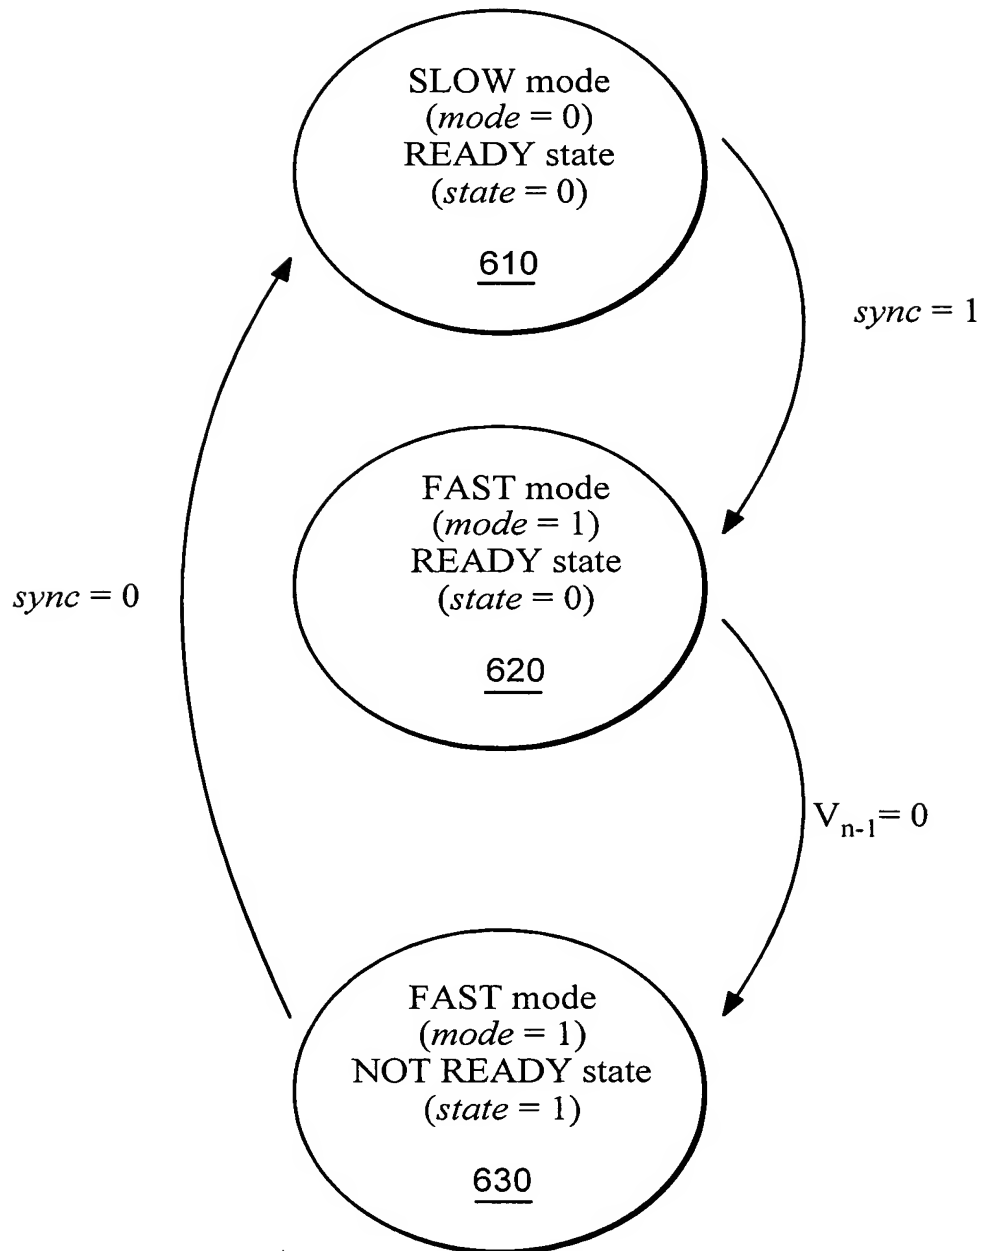 SLOW mode
(mode = 0)
READY state
(state = 0)
610
sync = 1
FAST mode
(mode = 1)
READY state
(state = 0)
620
sync = 0
Vn-1= 0
FAST mode
(mode = 1)
NOT READY state
(state = 1)
630